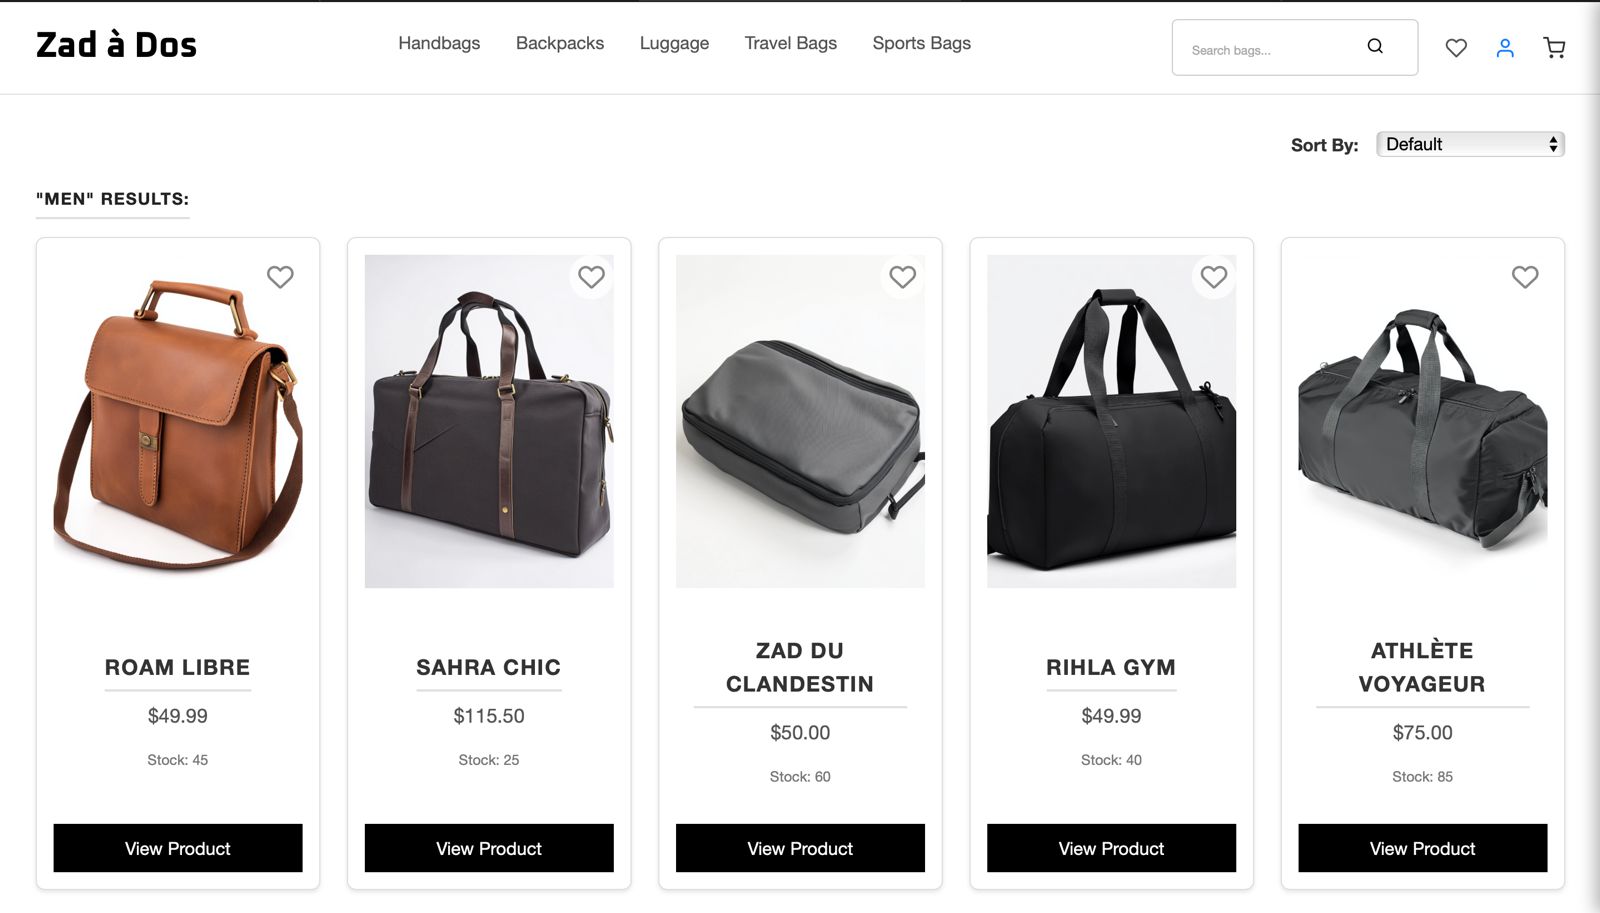 Zad à Dos
Handbags Backpacks Luggage Travel Bags Sports Bags
Search bags...
Sort By: Default
"MEN" RESULTS:
ROAM LIBRE
$49.99
Stock: 45
View Product
SAHRA CHIC
$115.50
Stock: 25
View Product
ZAD DU
CLANDESTIN
$50.00
Stock: 60
View Product
RIHLA GYM
$49.99
Stock: 40
View Product
ATHLÈTE
VOYAGEUR
$75.00
Stock: 85
View Product